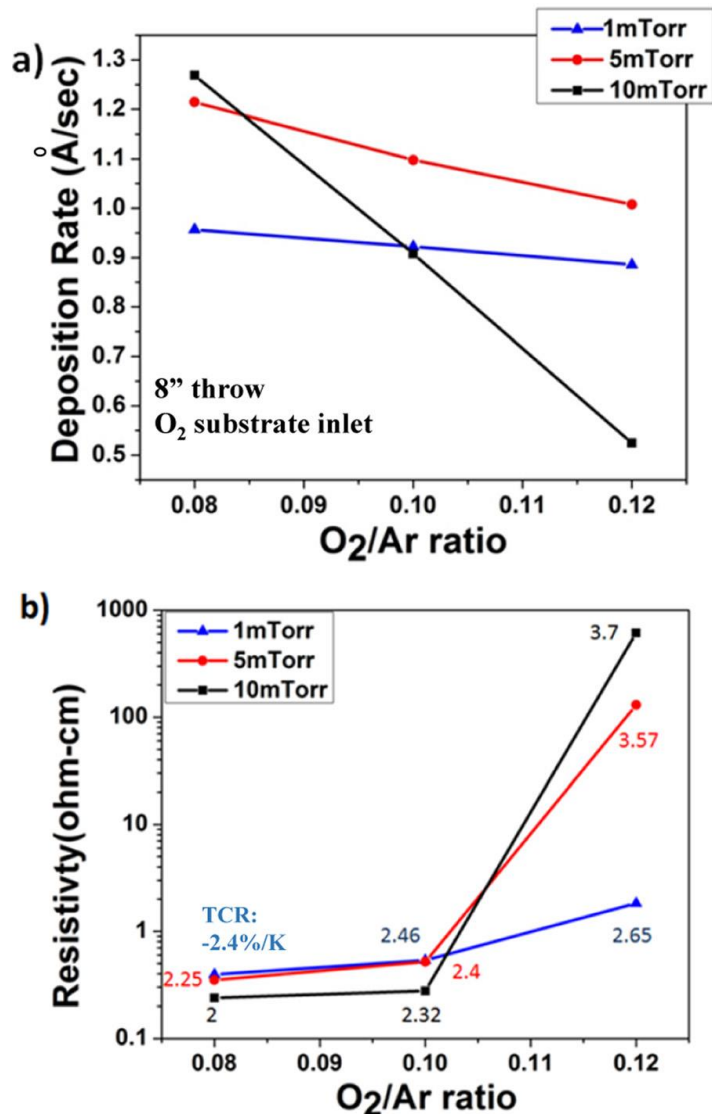 a)
1mTorr
5mTorr
10mTorr
Deposition Rate (Å/sec)
1.3
1.2
1.1
1.0
0.9
0.8
0.7
0.6
0.5
8” throw
O₂ substrate inlet
0.08 0.09 0.10 0.11 0.12
O₂/Ar ratio
b)
1mTorr
5mTorr
10mTorr
Resistivty(ohm-cm)
1000
100
10
1
0.1
3.7
3.57
TCR:
-2.4%/K
2.46
2.65
2.25
2.4
2
2.32
0.08 0.09 0.10 0.11 0.12
O₂/Ar ratio